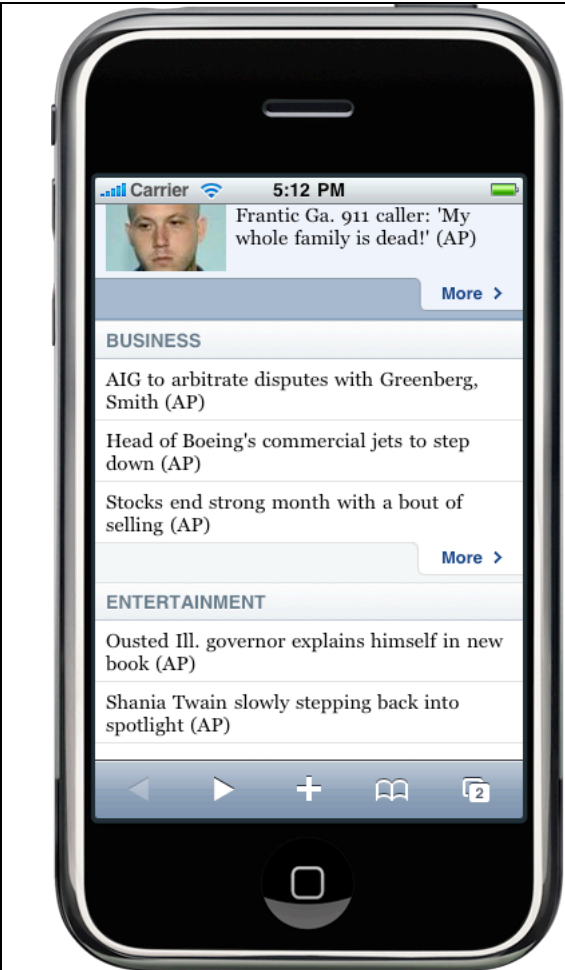 Carrier 5:12 PM
Frantic Ga. 911 caller: 'My
whole family is dead!' (AP)
More >
BUSINESS
AIG to arbitrate disputes with Greenberg,
Smith (AP)
Head of Boeing's commercial jets to step
down (AP)
Stocks end strong month with a bout of
selling (AP)
More >
ENTERTAINMENT
Ousted Ill. governor explains himself in new
book (AP)
Shania Twain slowly stepping back into
spotlight (AP)
2